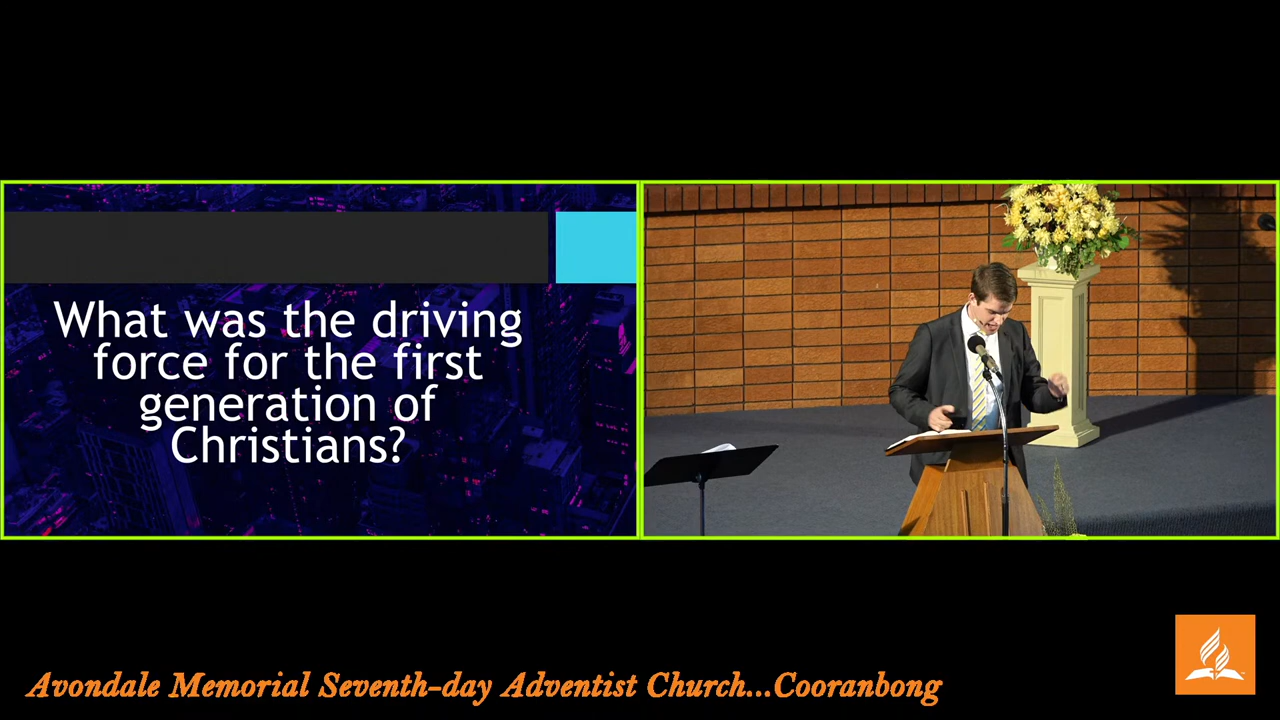 What was the driving
force for the first
generation of
Christians?
Avondale Memorial Seventh-day Adventist Church...Cooranbong